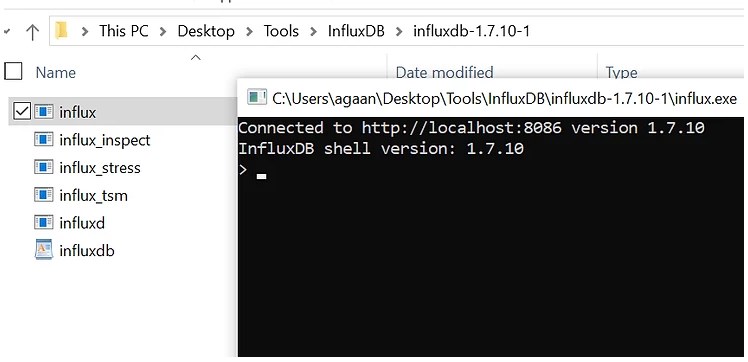 This PC > Desktop > Tools > InfluxDB > influxdb-1.7.10-1
Name Date modified Type
C:\Users\agaan\Desktop\Tools\InfluxDB\influxdb-1.7.10-1\influx.exe
influx
influx_inspect
influx_stress
influx_tsm
influxd
influxdb
Connected to http://localhost:8086 version 1.7.10
InfluxDB shell version: 1.7.10
>